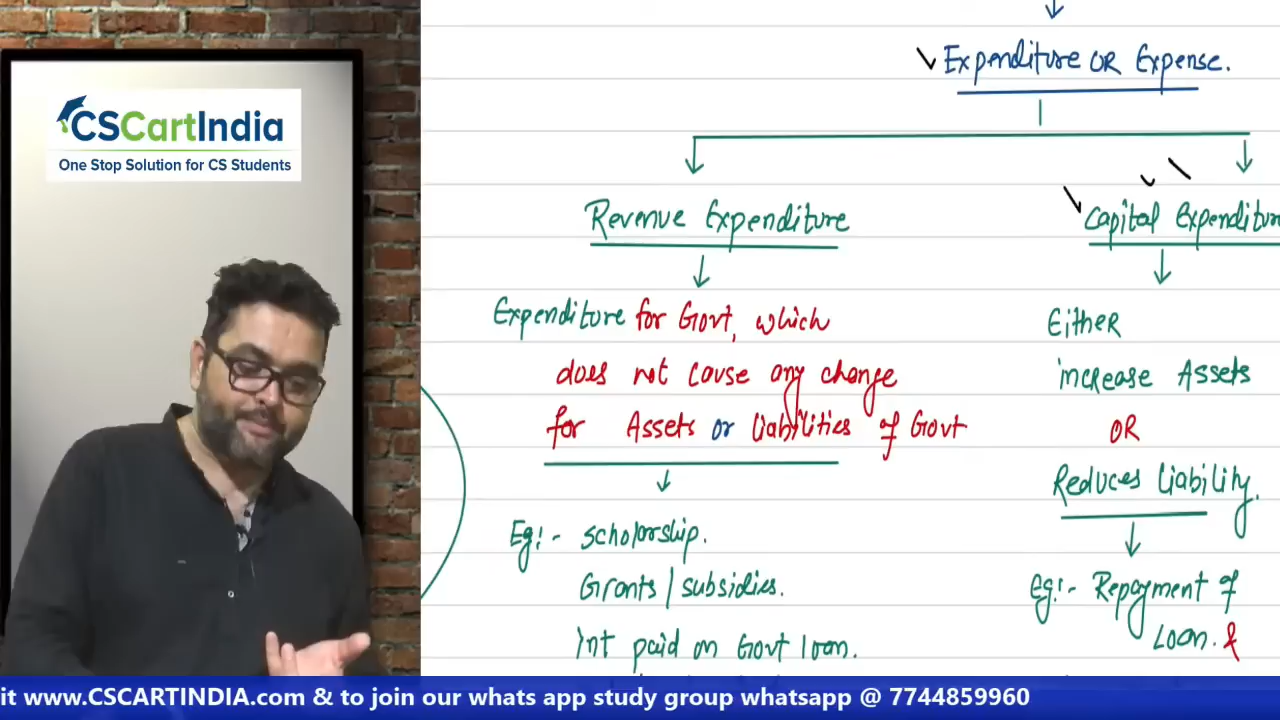 CSCartIndia
One Stop Solution for CS Students
Expenditure OR Expense.
Revenue Expenditure
Capital Expenditur
Expenditure for Govt, which
does not cause any change
for Assets or liabilities of Govt
Eg:- scholarship.
Grants/subsidies.
Int paid on Govt loan.
Either
increase Assets
OR
Reduces liability.
Eg:- Repayment of
Loan. &
it www.CSCARTINDIA.com & to join our whats app study group whatsapp @ 7744859960